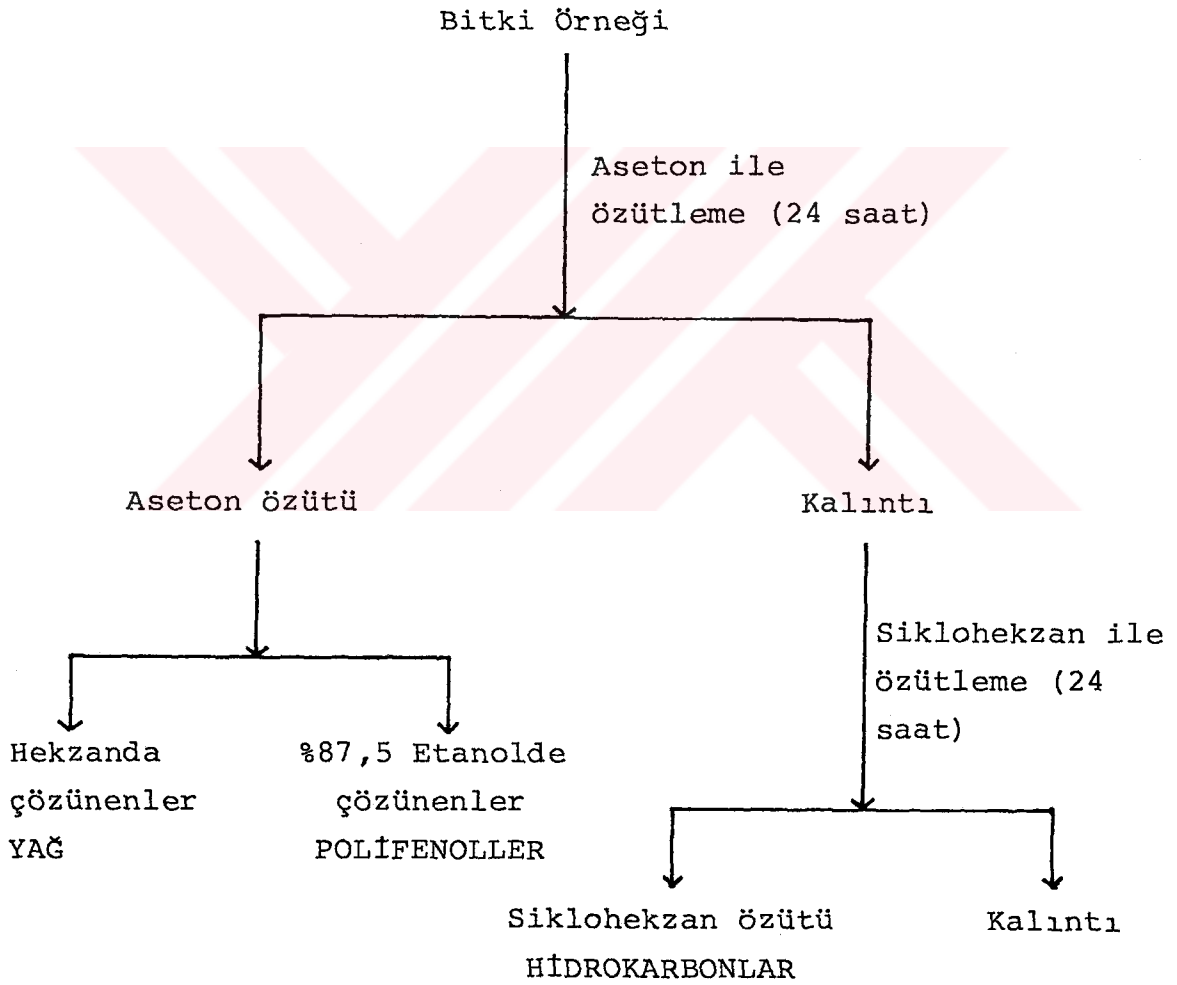 Bitki Örneği
Aseton ile
özütleme (24 saat)
Aseton özütü
Kalıntı
Siklohekzan ile
özütleme (24
saat)
Hekzanda
çözünenler
YAĞ
%87,5 Etanolde
çözünenler
POLİFENOLLER
Siklohekzan özütü
HİDROKARBONLAR
Kalıntı